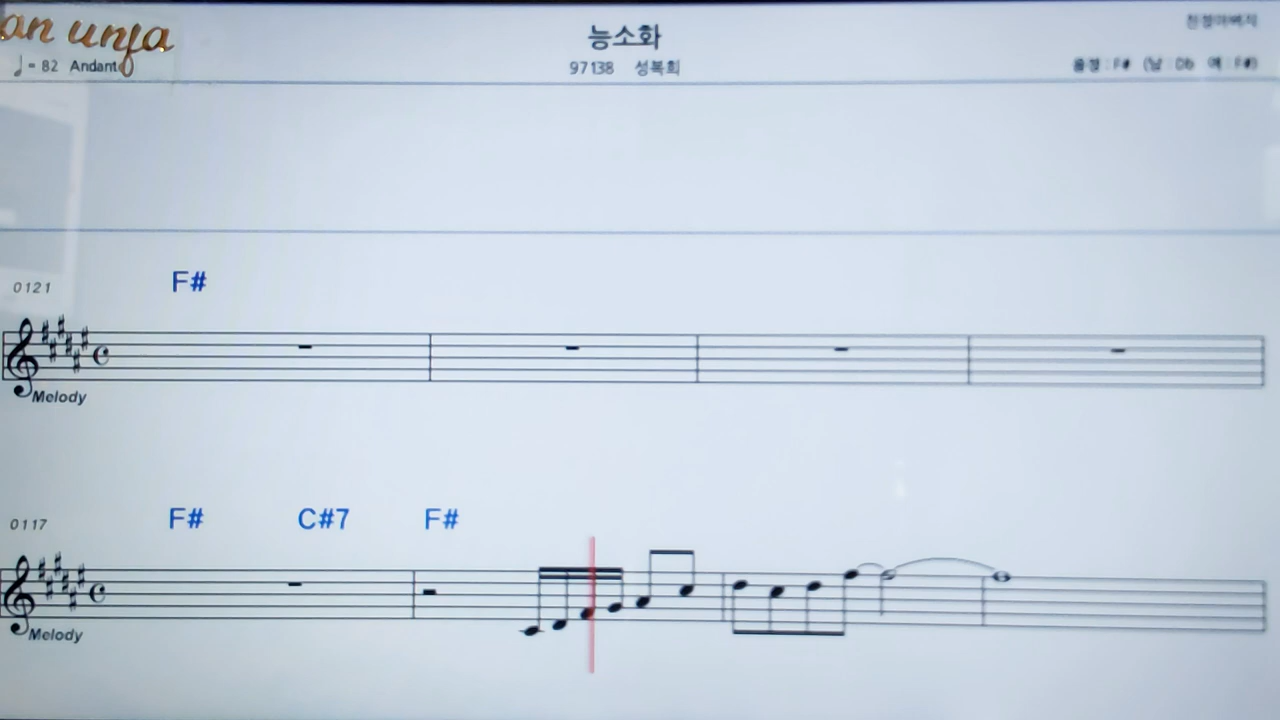 an unja
능소화
♩= 82 Andant
97138 성복희
음정 : F# (남 : Db 여 : F#)
0121
F#
Melody
0117
F# C#7 F#
Melody